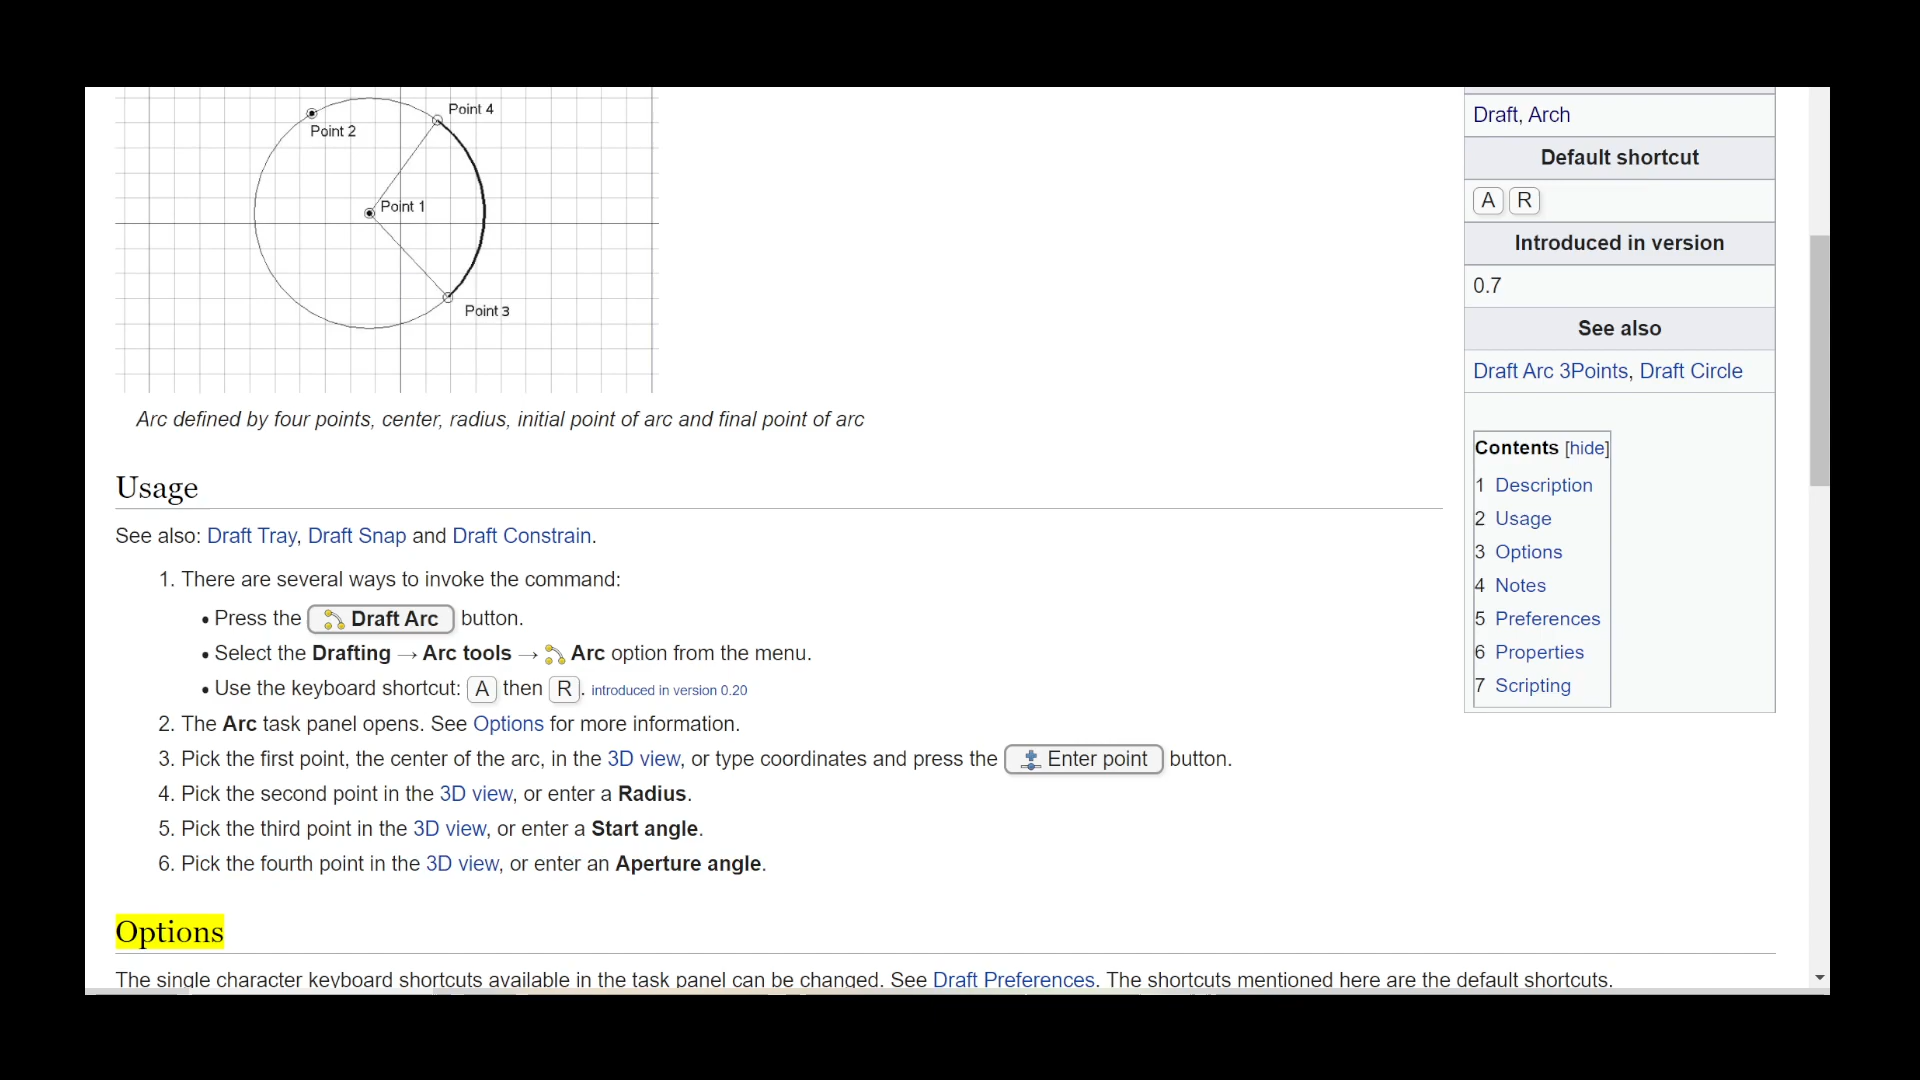 Point 4
Point 2
Point 1
Point 3
Arc defined by four points, center, radius, initial point of arc and final point of arc
Usage
See also: Draft Tray, Draft Snap and Draft Constrain.
1. There are several ways to invoke the command:
• Press the Draft Arc button.
• Select the Drafting → Arc tools → Arc option from the menu.
• Use the keyboard shortcut: A then R. introduced in version 0.20
2. The Arc task panel opens. See Options for more information.
3. Pick the first point, the center of the arc, in the 3D view, or type coordinates and press the Enter point button.
4. Pick the second point in the 3D view, or enter a Radius.
5. Pick the third point in the 3D view, or enter a Start angle.
6. Pick the fourth point in the 3D view, or enter an Aperture angle.
Options
The single character keyboard shortcuts available in the task panel can be changed. See Draft Preferences. The shortcuts mentioned here are the default shortcuts.
Draft, Arch
Default shortcut
A R
Introduced in version
0.7
See also
Draft Arc 3Points, Draft Circle
Contents [hide]
1 Description
2 Usage
3 Options
4 Notes
5 Preferences
6 Properties
7 Scripting